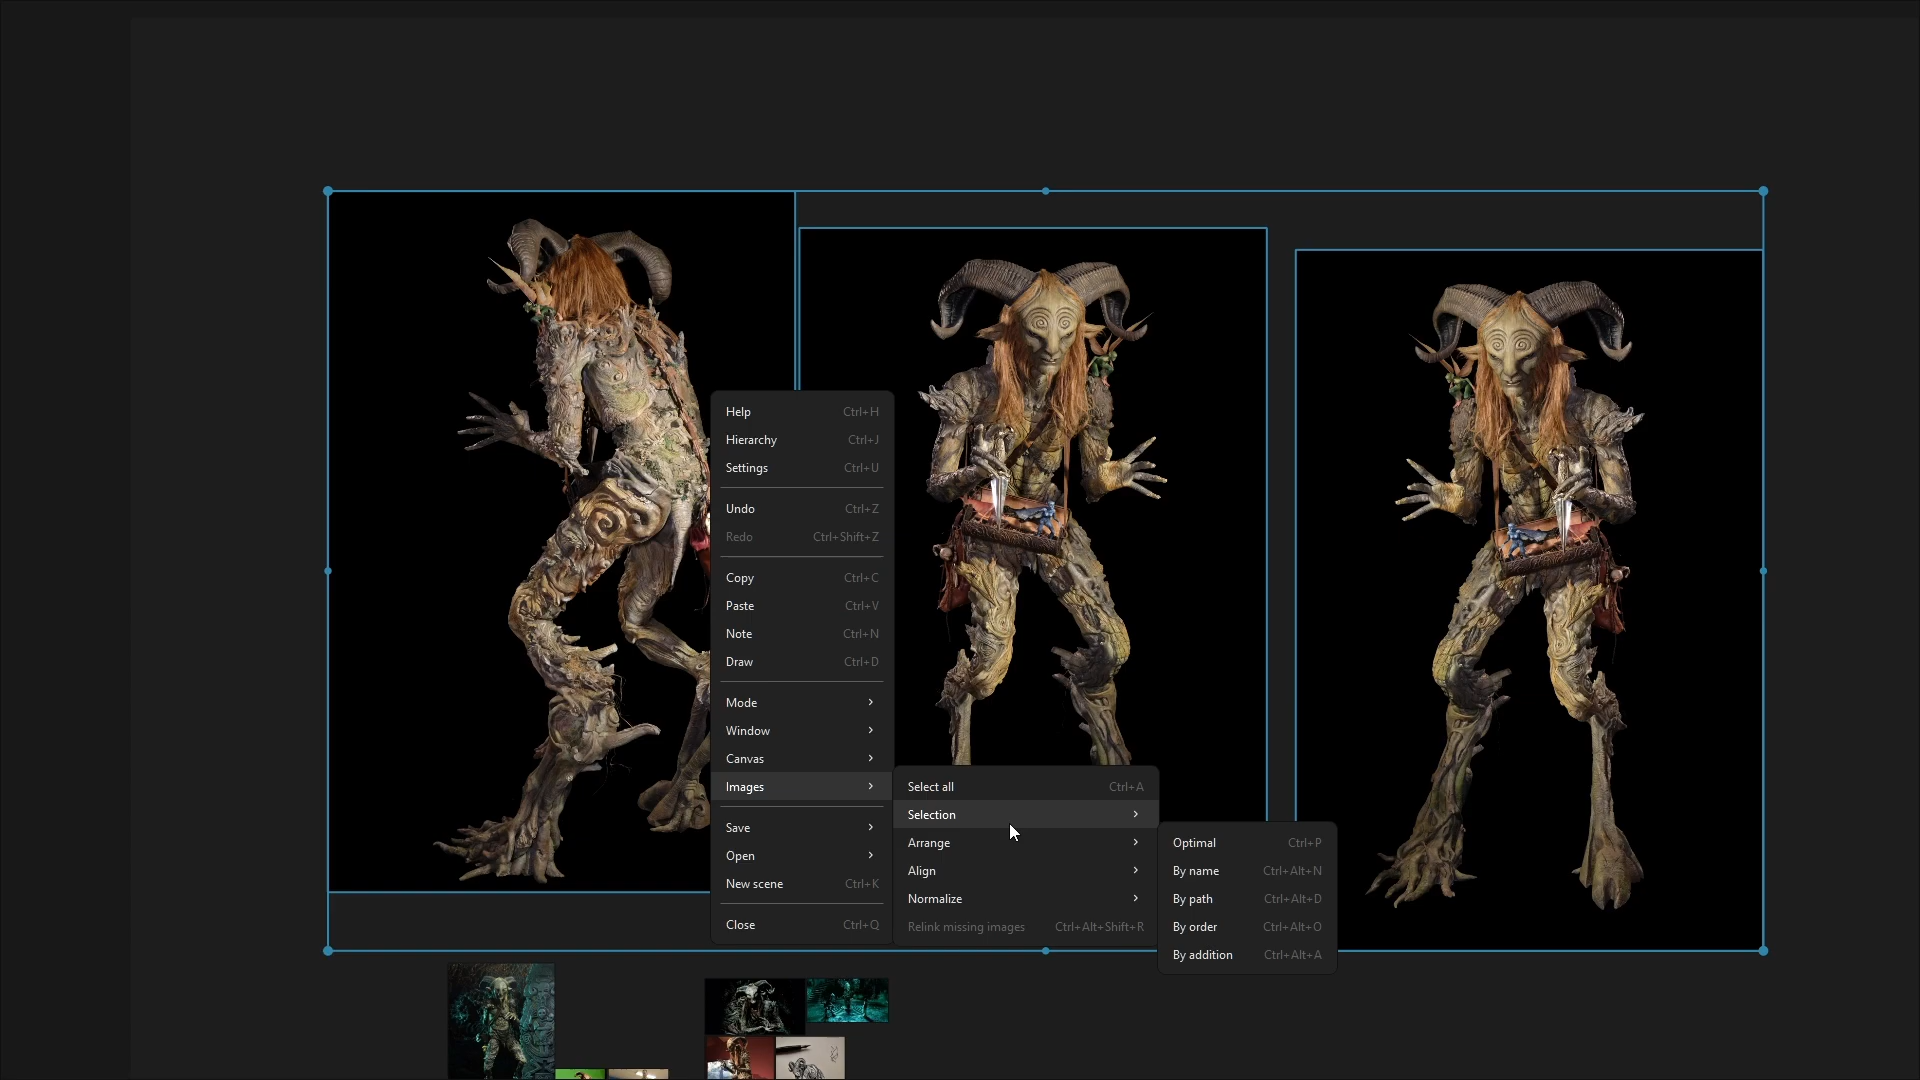 Help Ctrl+H
Hierarchy Ctrl+J
Settings Ctrl+U
Undo Ctrl+Z
Redo Ctrl+Shift+Z
Copy Ctrl+C
Paste Ctrl+V
Note Ctrl+N
Draw Ctrl+D
Mode
Window
Canvas
Images
Save
Open
New scene Ctrl+K
Close Ctrl+Q
Select all Ctrl+A
Selection
Arrange
Align
Normalize
Relink missing images Ctrl+Alt+Shift+R
Optimal Ctrl+P
By name Ctrl+Alt+N
By path Ctrl+Alt+D
By order Ctrl+Alt+O
By addition Ctrl+Alt+A